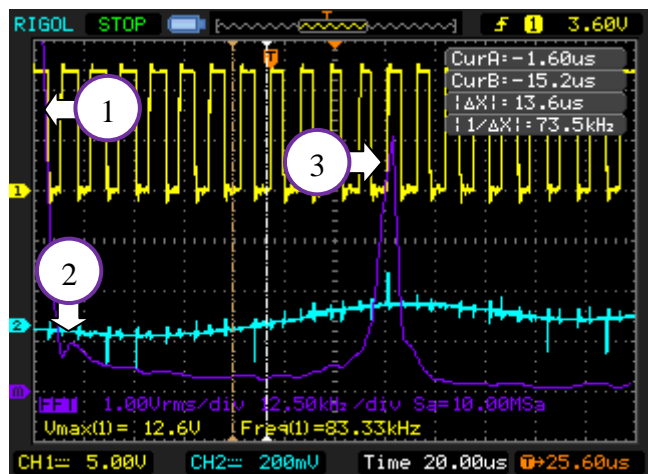 RIGOL STOP T ƒ 1 3.60V
T
CurA:-1.60us
CurB:-15.2us
|ΔX|: 13.6us
|1/ΔX|:73.5kHz
1
3
1
2
2
m
FFT 1.00Vrms/div 12.50kHz/div Sa=10.00MSa
Vmax(1)= 12.6V Freq(1)=83.33kHz
CH1 5.00V CH2 200mV Time 20.00us T→25.60us